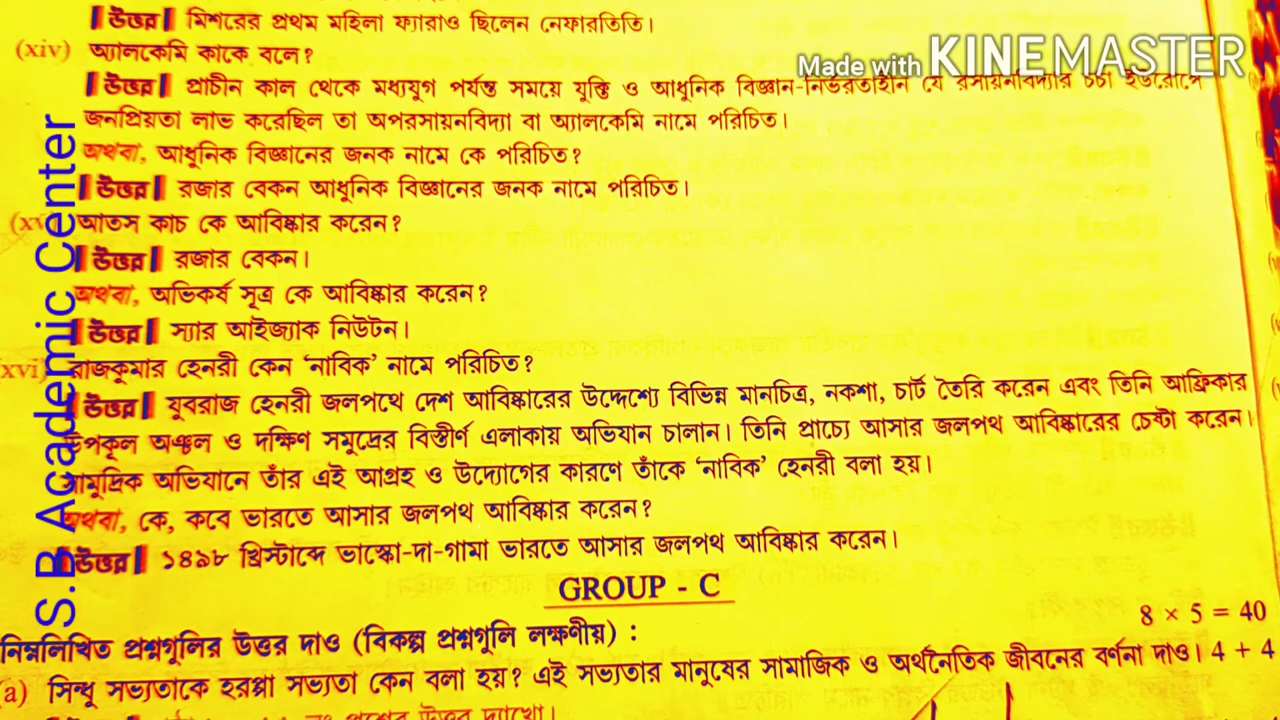 উত্তর মিশরের প্রথম মহিলা ফ্যারাও ছিলেন নেফারতিতি।
Made with KINEMASTER
(xiv) অ্যালকেমি কাকে বলে?
উত্তর প্রাচীন কাল থেকে মধ্যযুগ পর্যন্ত সময়ে যুক্তি ও আধুনিক বিজ্ঞান-নির্ভরতাহীন যে রসায়নবিদ্যার চর্চা ইউরোপে
জনপ্রিয়তা লাভ করেছিল তা অপরসায়নবিদ্যা বা অ্যালকেমি নামে পরিচিত।
অথবা, আধুনিক বিজ্ঞানের জনক নামে কে পরিচিত?
উত্তর রজার বেকন আধুনিক বিজ্ঞানের জনক নামে পরিচিত।
(xv আতস কাচ কে আবিষ্কার করেন?
উত্তর রজার বেকন।
অথবা, অভিকর্ষ সূত্র কে আবিষ্কার করেন?
উত্তর স্যার আইজ্যাক নিউটন।
xvi) রাজকুমার হেনরী কেন ‘নাবিক’ নামে পরিচিত?
উত্তর যুবরাজ হেনরী জলপথে দেশ আবিষ্কারের উদ্দেশ্যে বিভিন্ন মানচিত্র, নকশা, চার্ট তৈরি করেন এবং তিনি আফ্রিকার
উপকূল অঞ্চল ও দক্ষিণ সমুদ্রের বিস্তীর্ণ এলাকায় অভিযান চালান। তিনি প্রাচ্যে আসার জলপথ আবিষ্কারের চেষ্টা করেন।
সামুদ্রিক অভিযানে তাঁর এই আগ্রহ ও উদ্যোগের কারণে তাঁকে ‘নাবিক’ হেনরী বলা হয়।
অথবা, কে, কবে ভারতে আসার জলপথ আবিষ্কার করেন?
উত্তর ১৪৯৮ খ্রিস্টাব্দে ভাস্কো-দা-গামা ভারতে আসার জলপথ আবিষ্কার করেন।
GROUP - C
নিম্নলিখিত প্রশ্নগুলির উত্তর দাও (বিকল্প প্রশ্নগুলি লক্ষণীয়) : 8 × 5 = 40
(a) সিন্ধু সভ্যতাকে হরপ্পা সভ্যতা কেন বলা হয়? এই সভ্যতার মানুষের সামাজিক ও অর্থনৈতিক জীবনের বর্ণনা দাও। 4 + 4
প্রশ্নের উত্তর দ্যাখো।
S.B Academic Center